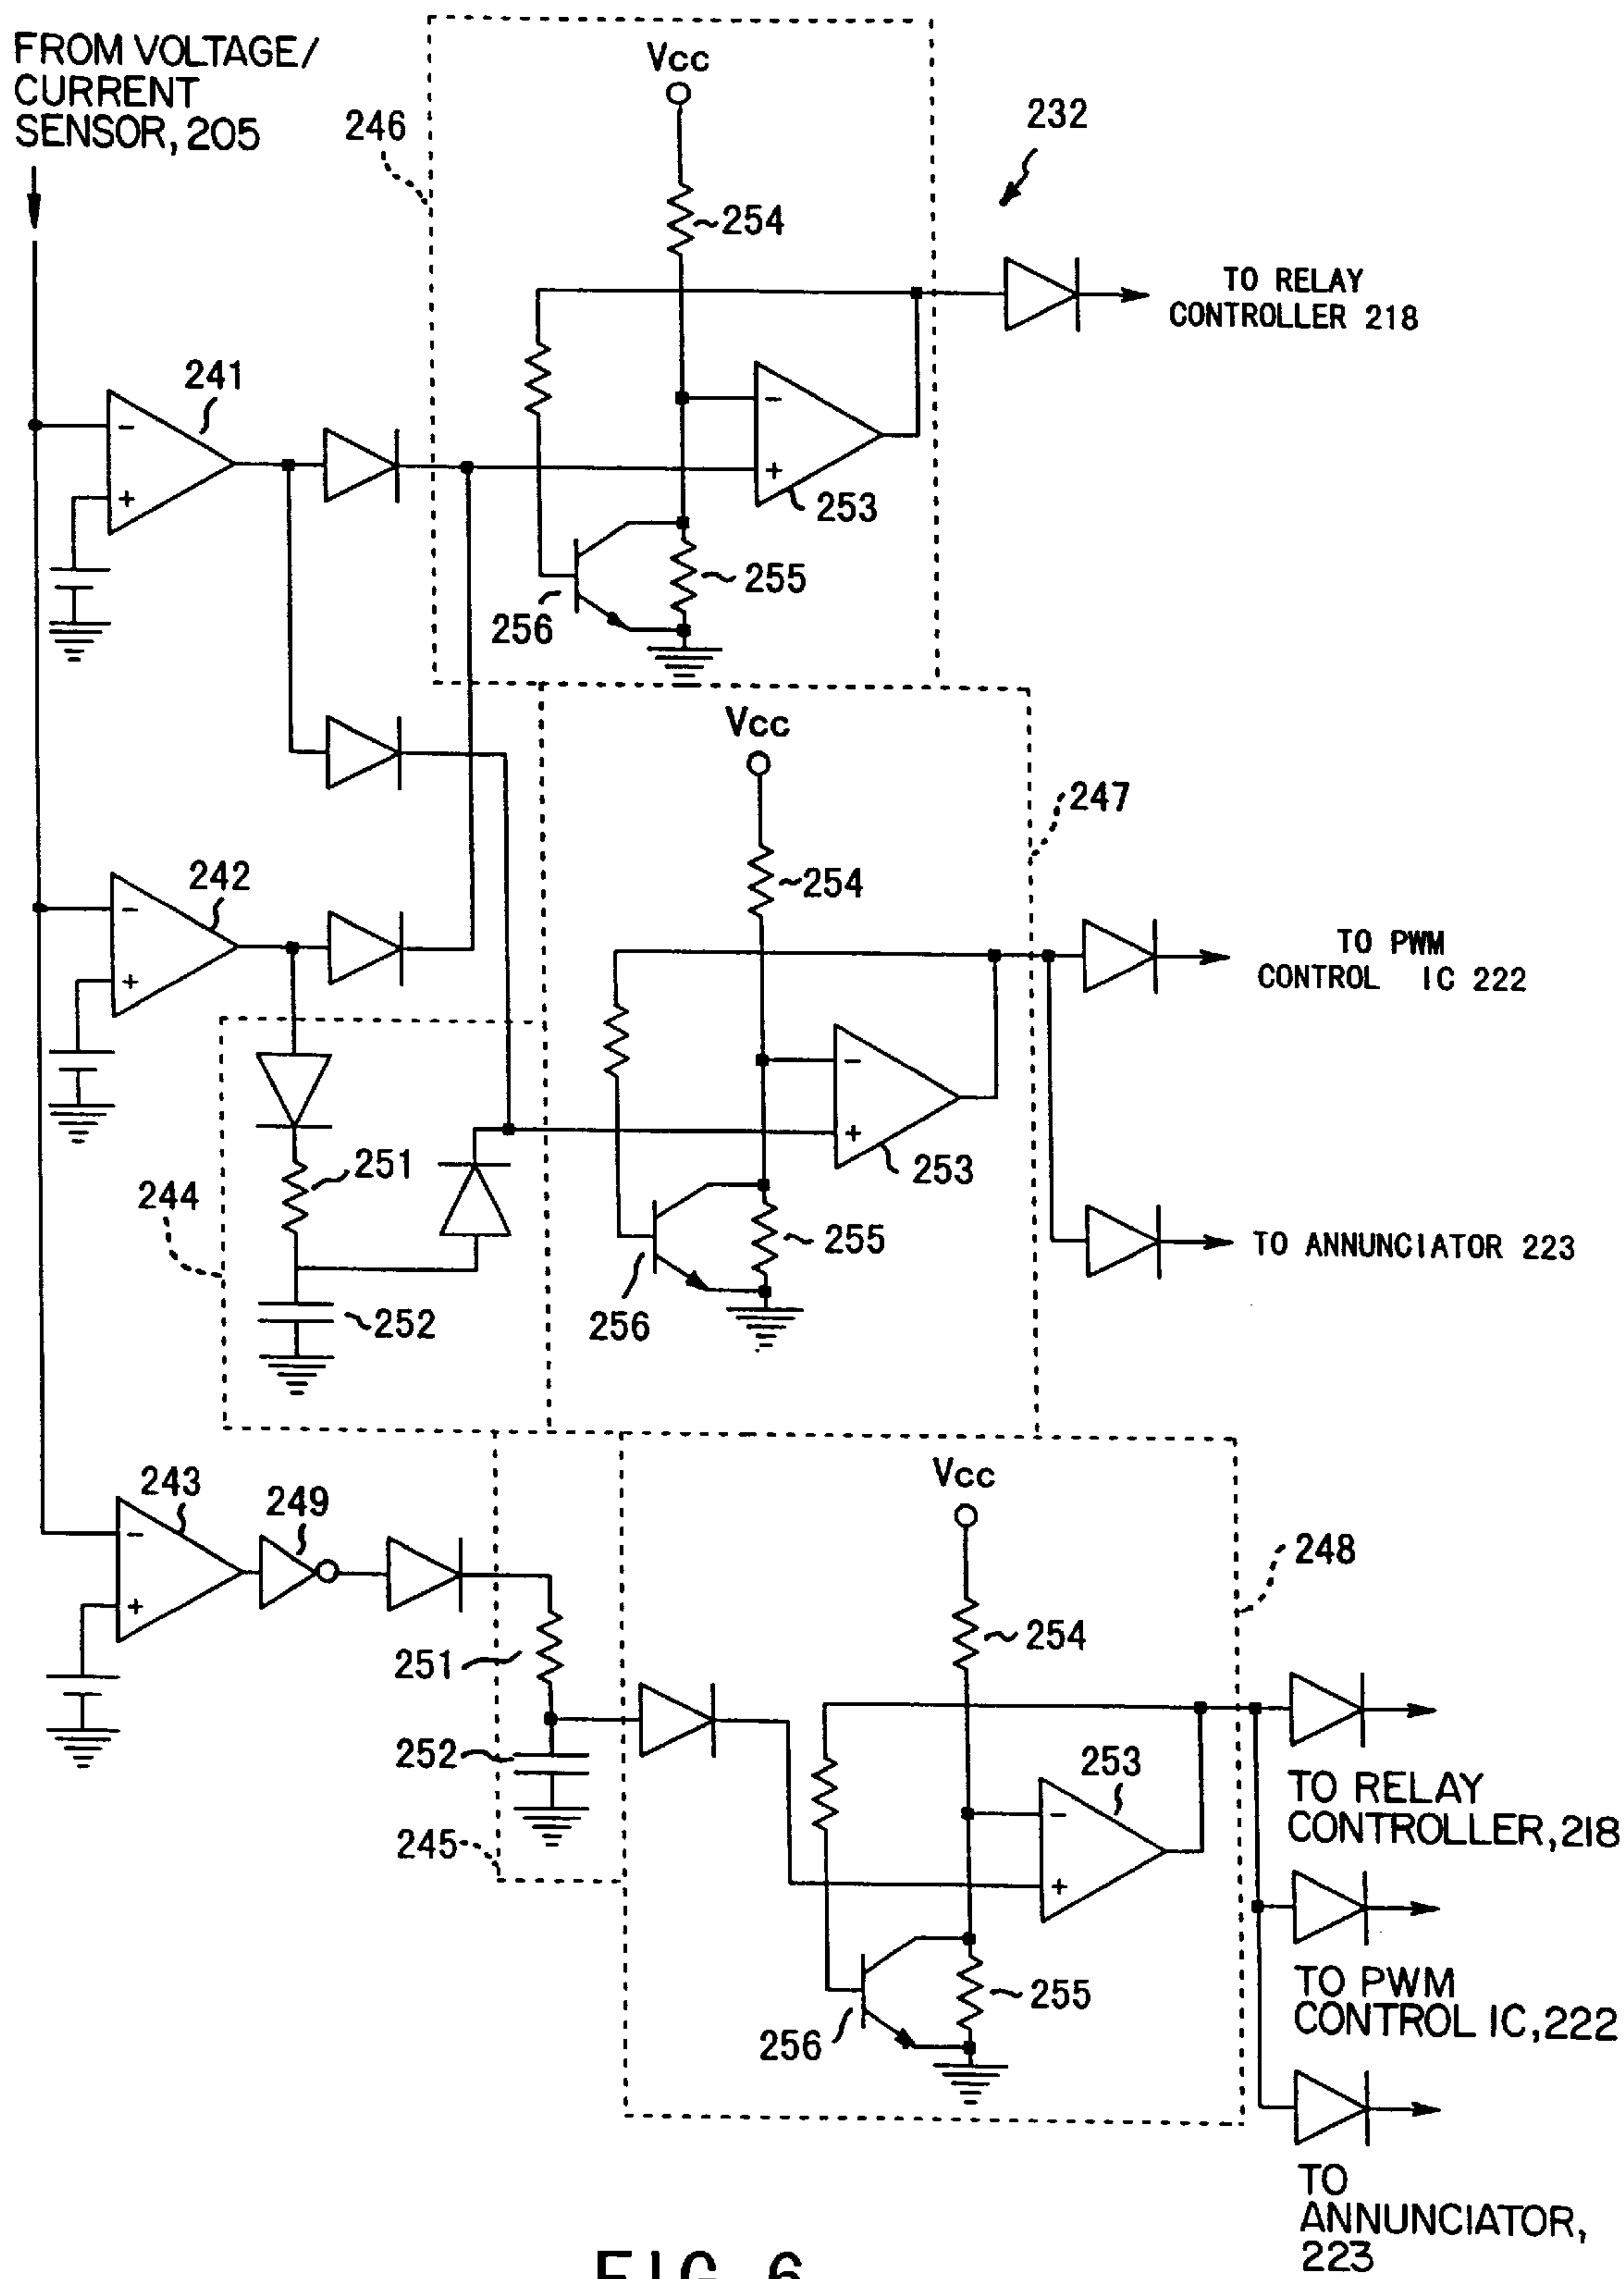 FROM VOLTAGE/
CURRENT
SENSOR, 205
246
Vcc
232
254
TO RELAY
CONTROLLER 218
241
−
+
−
+
253
256
255
Vcc
247
242
−
+
254
TO PWM
CONTROL IC 222
−
+
253
244
251
252
256
255
TO ANNUNCIATOR 223
243
249
−
+
Vcc
248
254
251
252
245
253
−
+
256
255
TO RELAY
CONTROLLER, 218
TO PWM
CONTROL IC, 222
TO
ANNUNCIATOR,
223
FIG. 6